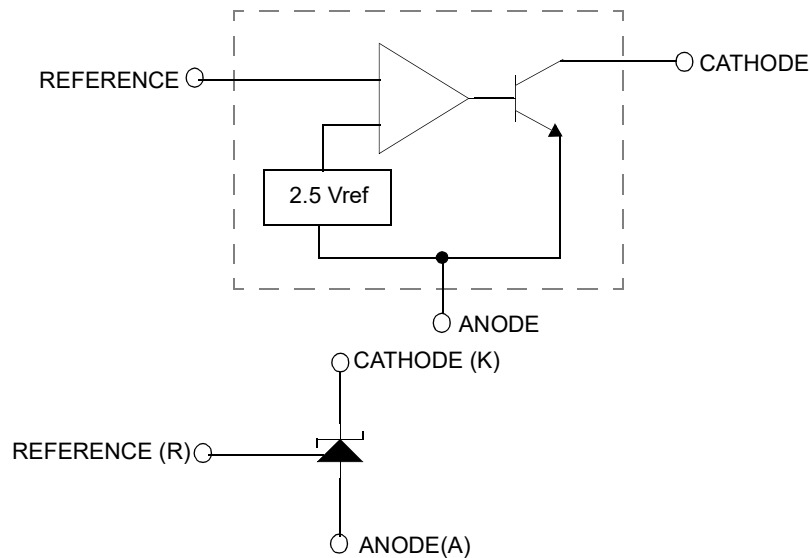 REFERENCE
CATHODE
2.5 Vref
ANODE
CATHODE (K)
REFERENCE (R)
ANODE(A)